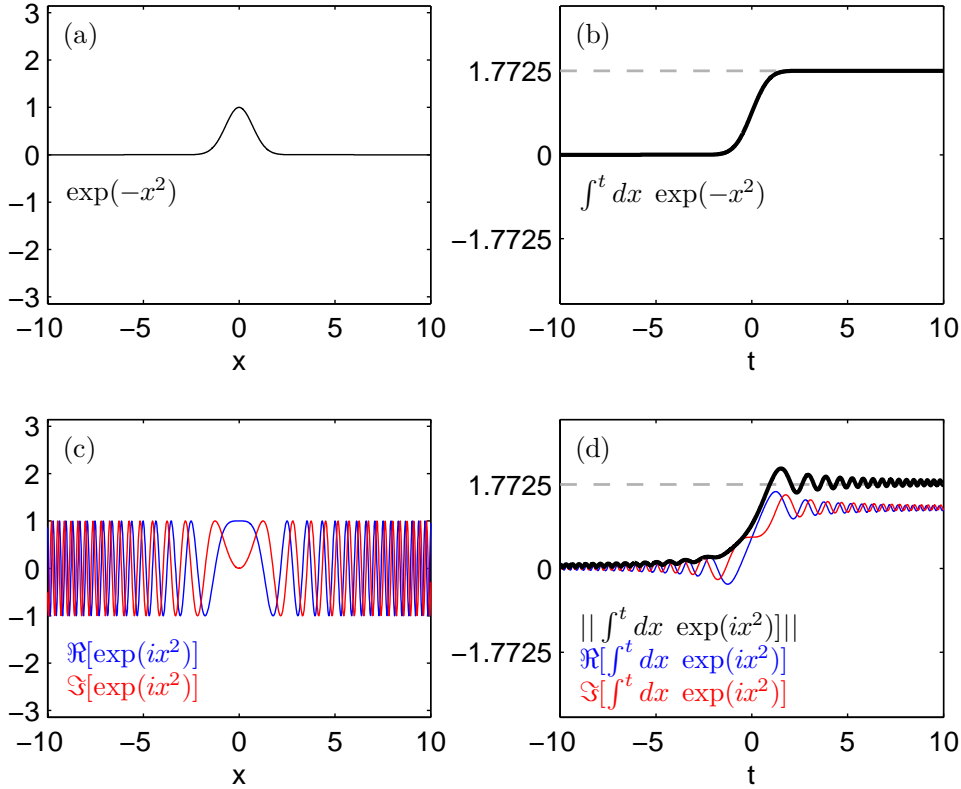 (a)
3
2
1
0
−1
−2
−3
exp(−x²)
−10 −5 0 5 10
x
(b)
1.7725
0
−1.7725
∫ᵗ dx exp(−x²)
−10 −5 0 5 10
t
(c)
3
2
1
0
−1
−2
−3
ℜ[exp(ix²)]
ℑ[exp(ix²)]
−10 −5 0 5 10
x
(d)
1.7725
0
−1.7725
|| ∫ᵗ dx exp(ix²)]||
ℜ[∫ᵗ dx exp(ix²)]
ℑ[∫ᵗ dx exp(ix²)]
−10 −5 0 5 10
t